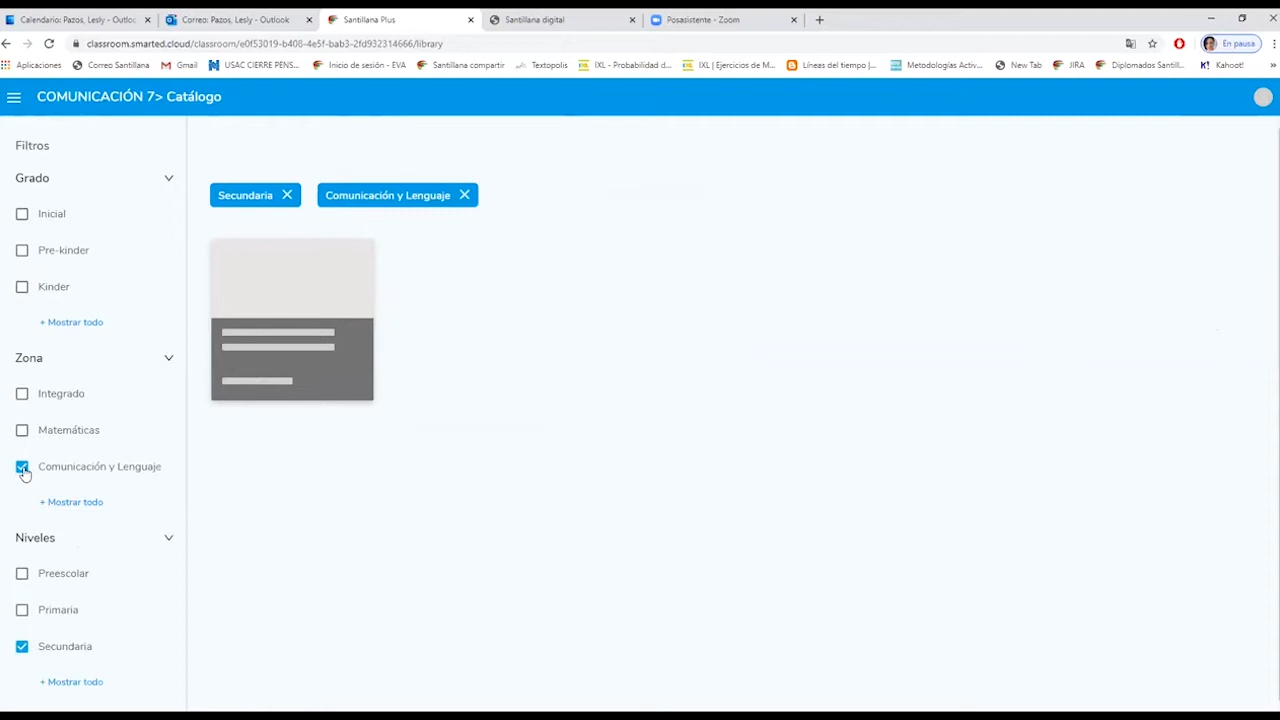 Calendario: Pazos, Lesly - Outloo
Correo: Pazos, Lesly - Outlook
Santillana Plus
Santillana digital
Posasistente - Zoom
classroom.smarted.cloud/classroom/e0f53019-b408-4e5f-bab3-2fd932314666/library
En pausa
Aplicaciones
Correo Santillana
Gmail
USAC CIERRE PENS...
Inicio de sesión - EVA
Santillana compartir
Textopolis
IXL - Probabilidad d...
IXL | Ejercicios de M...
Líneas del tiempo |...
Metodologías Activ...
New Tab
JIRA
Diplomados Santill...
Kahoot!
COMUNICACIÓN 7> Catálogo
Filtros
Grado
Inicial
Pre-kinder
Kinder
+ Mostrar todo
Zona
Integrado
Matemáticas
Comunicación y Lenguaje
+ Mostrar todo
Niveles
Preescolar
Primaria
Secundaria
+ Mostrar todo
Secundaria
Comunicación y Lenguaje